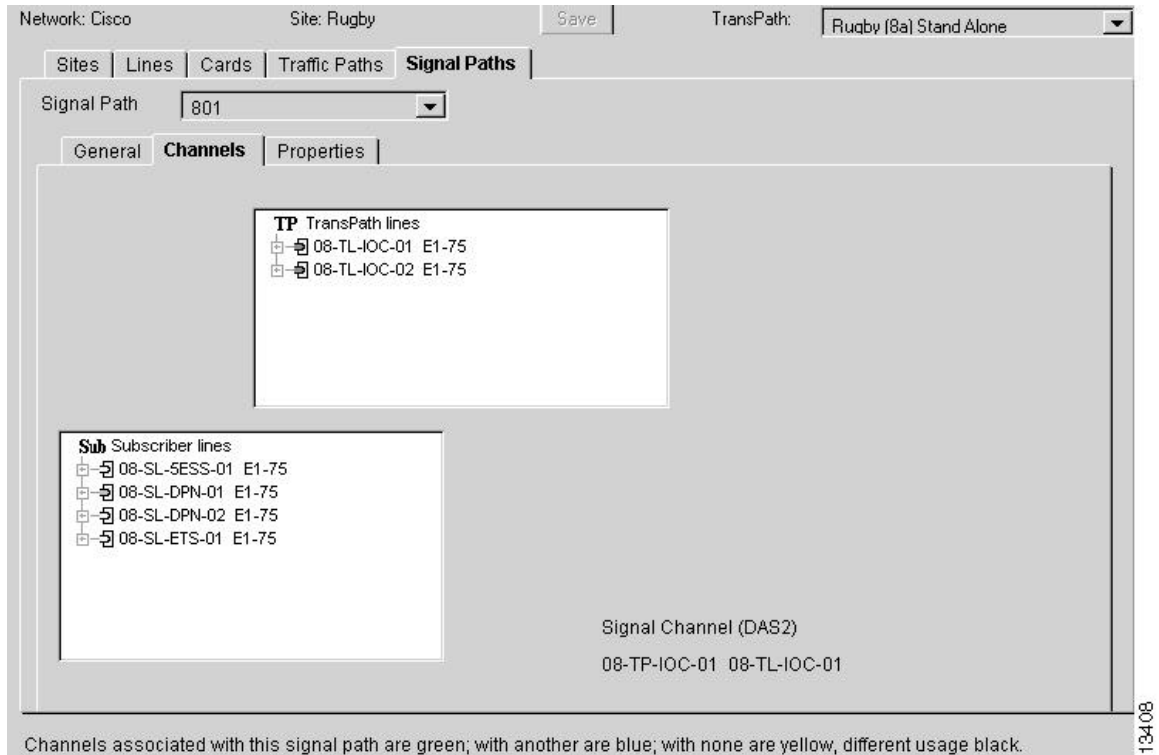 Network: Cisco Site: Rugby Save TransPath: Rugby (8a) Stand Alone
Sites Lines Cards Traffic Paths Signal Paths
Signal Path 801
General Channels Properties
TP TransPath lines
08-TL-IOC-01 E1-75
08-TL-IOC-02 E1-75
Sub Subscriber lines
08-SL-5ESS-01 E1-75
08-SL-DPN-01 E1-75
08-SL-DPN-02 E1-75
08-SL-ETS-01 E1-75
Signal Channel (DAS2)
08-TP-IOC-01 08-TL-IOC-01
Channels associated with this signal path are green; with another are blue; with none are yellow, different usage black.
13408